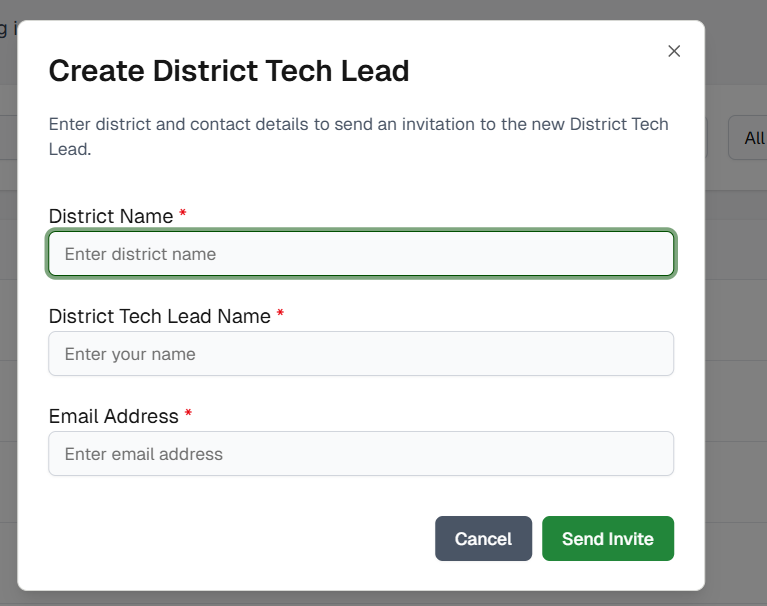 g i
Create District Tech Lead
Enter district and contact details to send an invitation to the new District Tech
Lead.
All
District Name *
Enter district name
District Tech Lead Name *
Enter your name
Email Address *
Enter email address
Cancel Send Invite